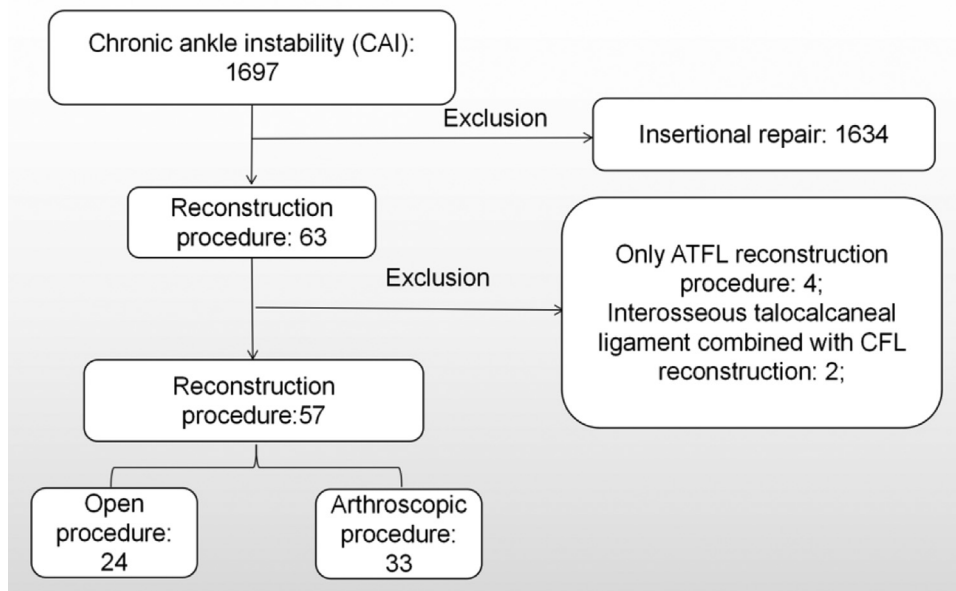 Chronic ankle instability (CAI):
1697
Exclusion
Insertional repair: 1634
Reconstruction
procedure: 63
Exclusion
Only ATFL reconstruction
procedure: 4;
Interosseous talocalcaneal
ligament combined with CFL
reconstruction: 2;
Reconstruction
procedure:57
Open
procedure:
24
Arthroscopic
procedure:
33